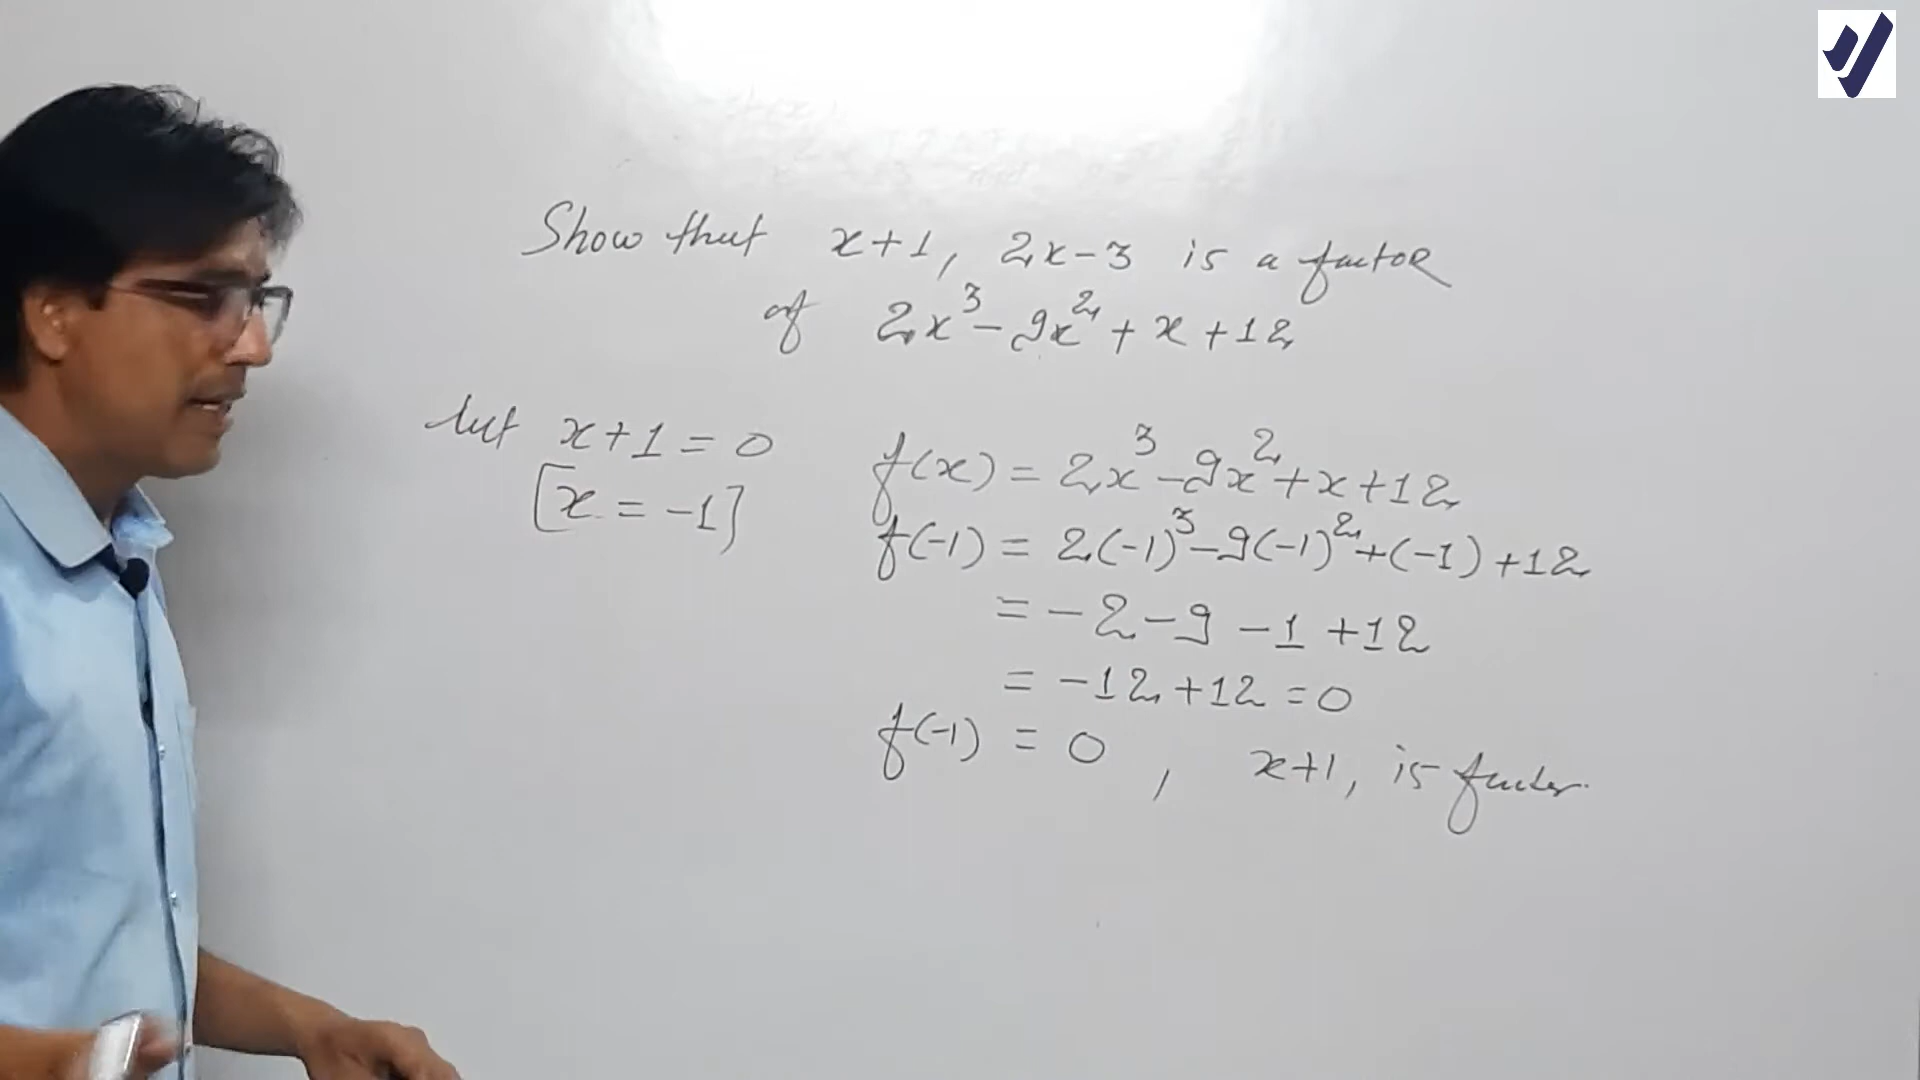 Show that x+1, 2x-3 is a factor
of 2x³-9x²+x+12
let x+1=0
[x=-1]
f(x) = 2x³-9x²+x+12
f(-1) = 2(-1)³-9(-1)²+(-1)+12
= -2-9-1+12
= -12+12=0
f(-1) = 0, x+1, is factor.